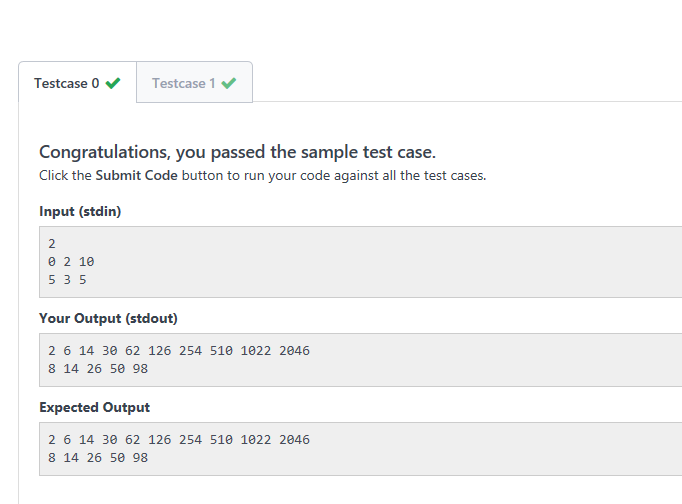 Testcase 0 Testcase 1
Congratulations, you passed the sample test case.
Click the Submit Code button to run your code against all the test cases.
Input (stdin)
2
0 2 10
5 3 5
Your Output (stdout)
2 6 14 30 62 126 254 510 1022 2046
8 14 26 50 98
Expected Output
2 6 14 30 62 126 254 510 1022 2046
8 14 26 50 98